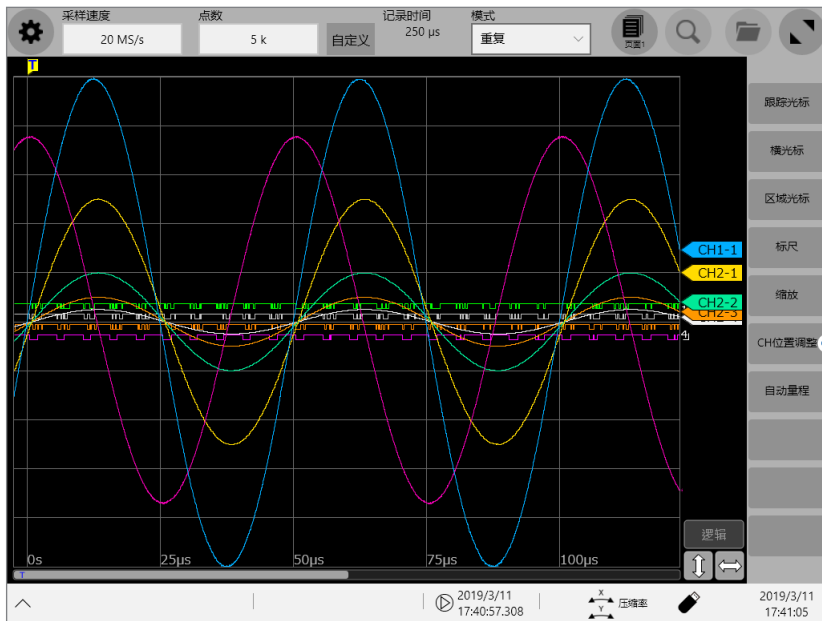 采样速度 点数 记录时间 模式
20 MS/s 5 k 自定义 250 µs 重复
页面1
T
跟踪光标
横光标
区域光标
CH1-1
标尺
CH2-1
缩放
CH2-2
CH2-3
CH位置调整
自动量程
逻辑
0s 25µs 50µs 75µs 100µs
T
2019/3/11
17:40:57.308
X
Y
压缩率
2019/3/11
17:41:05